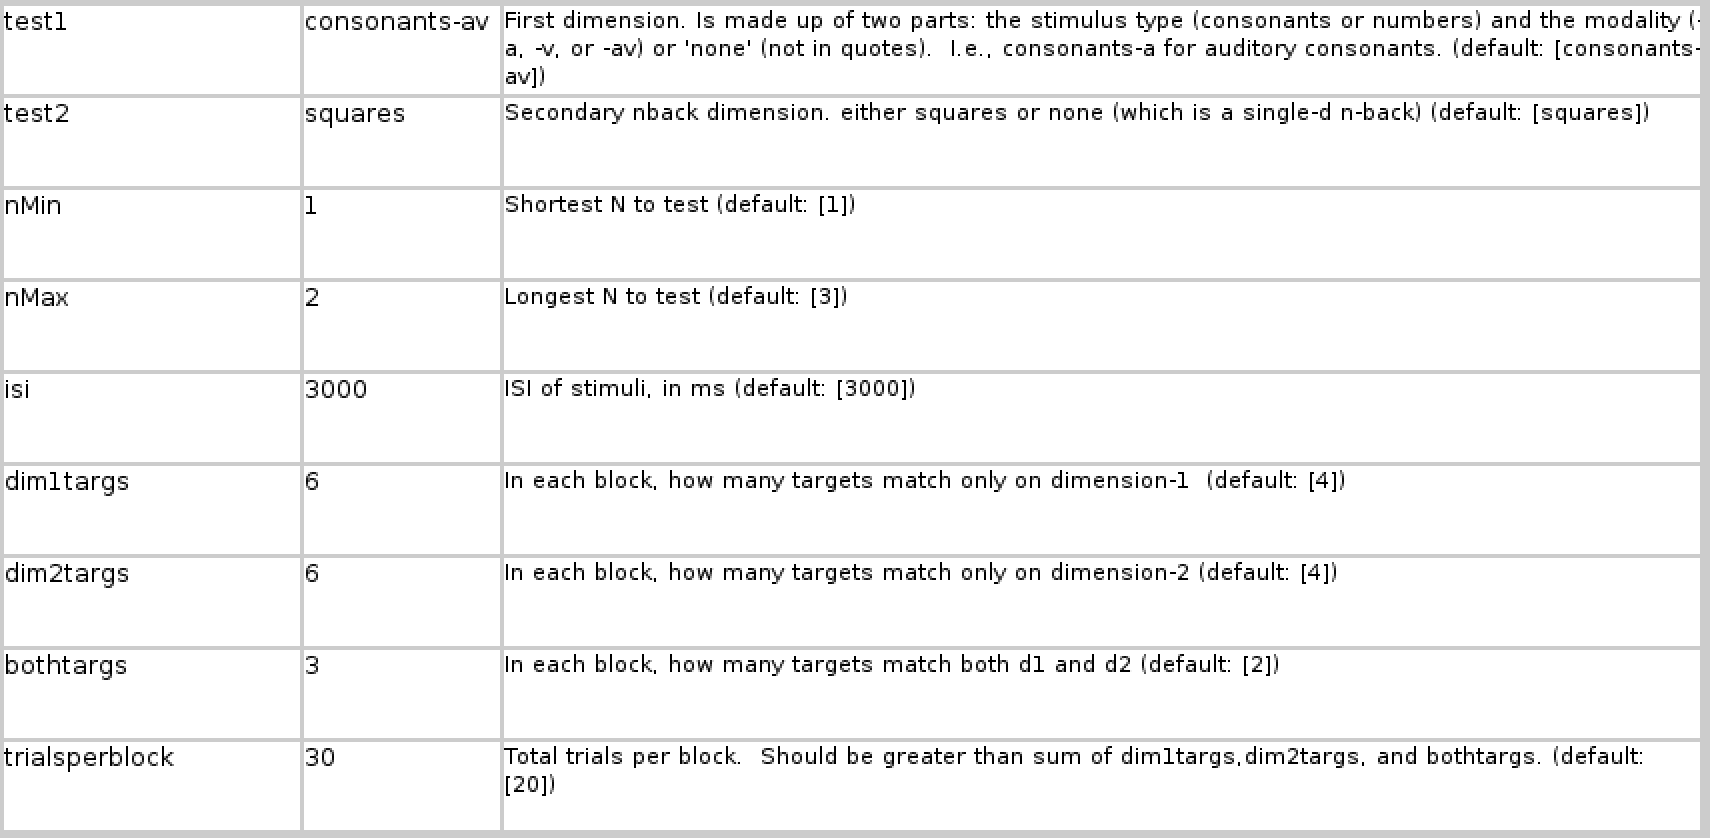 test1 consonants-av First dimension. Is made up of two parts: the stimulus type (consonants or numbers) and the modality (-
a, -v, or -av) or 'none' (not in quotes).  I.e., consonants-a for auditory consonants. (default: [consonants-
av])
test2 squares Secondary nback dimension. either squares or none (which is a single-d n-back) (default: [squares])
nMin 1 Shortest N to test (default: [1])
nMax 2 Longest N to test (default: [3])
isi 3000 ISI of stimuli, in ms (default: [3000])
dim1targs 6 In each block, how many targets match only on dimension-1  (default: [4])
dim2targs 6 In each block, how many targets match only on dimension-2 (default: [4])
bothtargs 3 In each block, how many targets match both d1 and d2 (default: [2])
trialsperblock 30 Total trials per block.  Should be greater than sum of dim1targs,dim2targs, and bothtargs. (default:
[20])